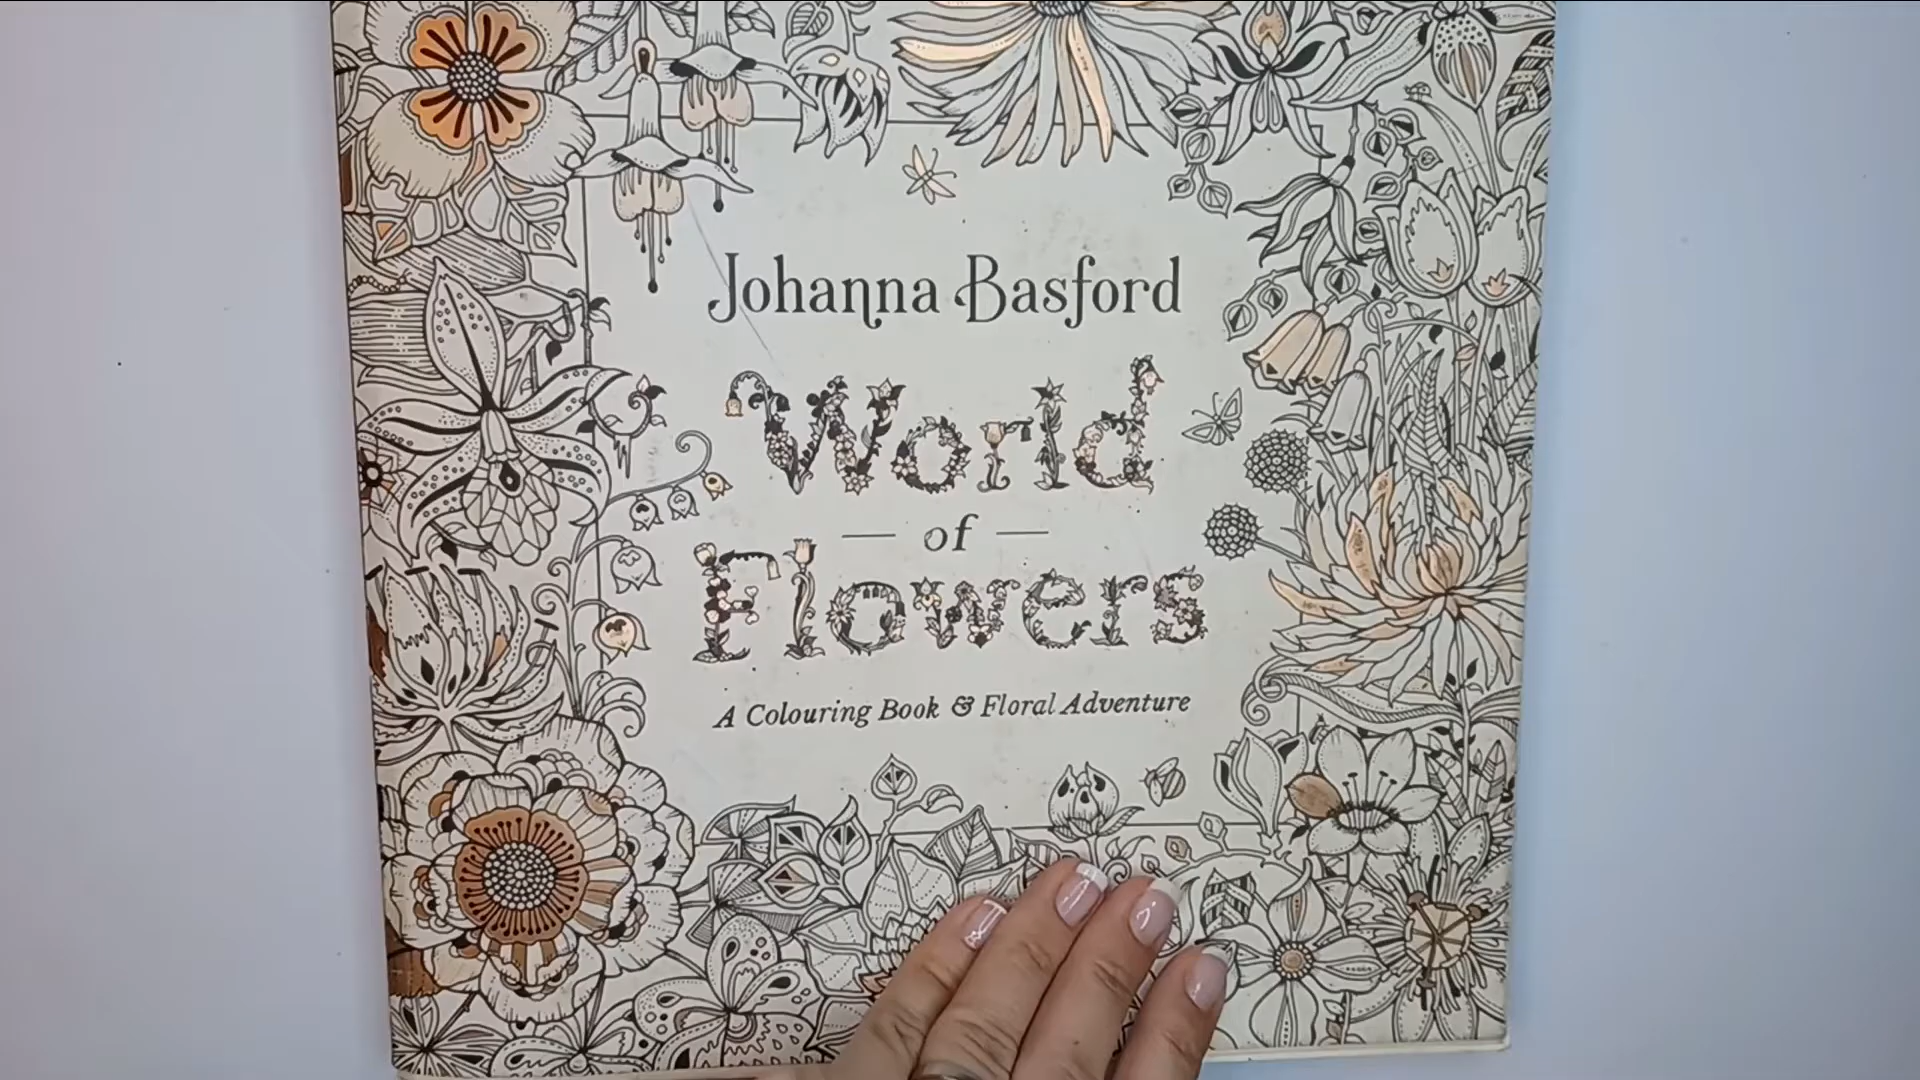 Johanna Basford
World
of
Flowers
A Colouring Book & Floral Adventure